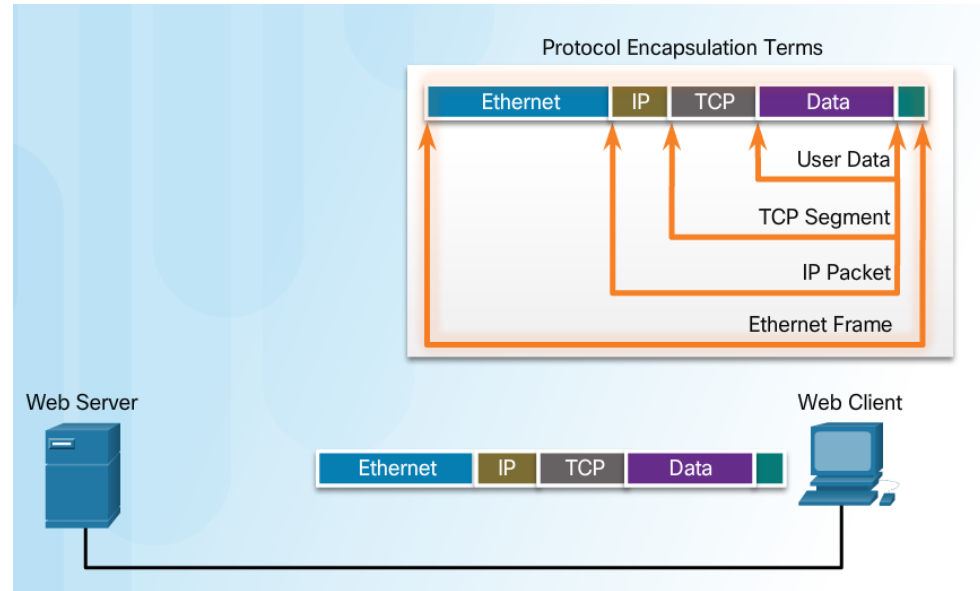 Protocol Encapsulation Terms
Ethernet IP TCP Data
User Data
TCP Segment
IP Packet
Ethernet Frame
Web Server
Web Client
Ethernet IP TCP Data